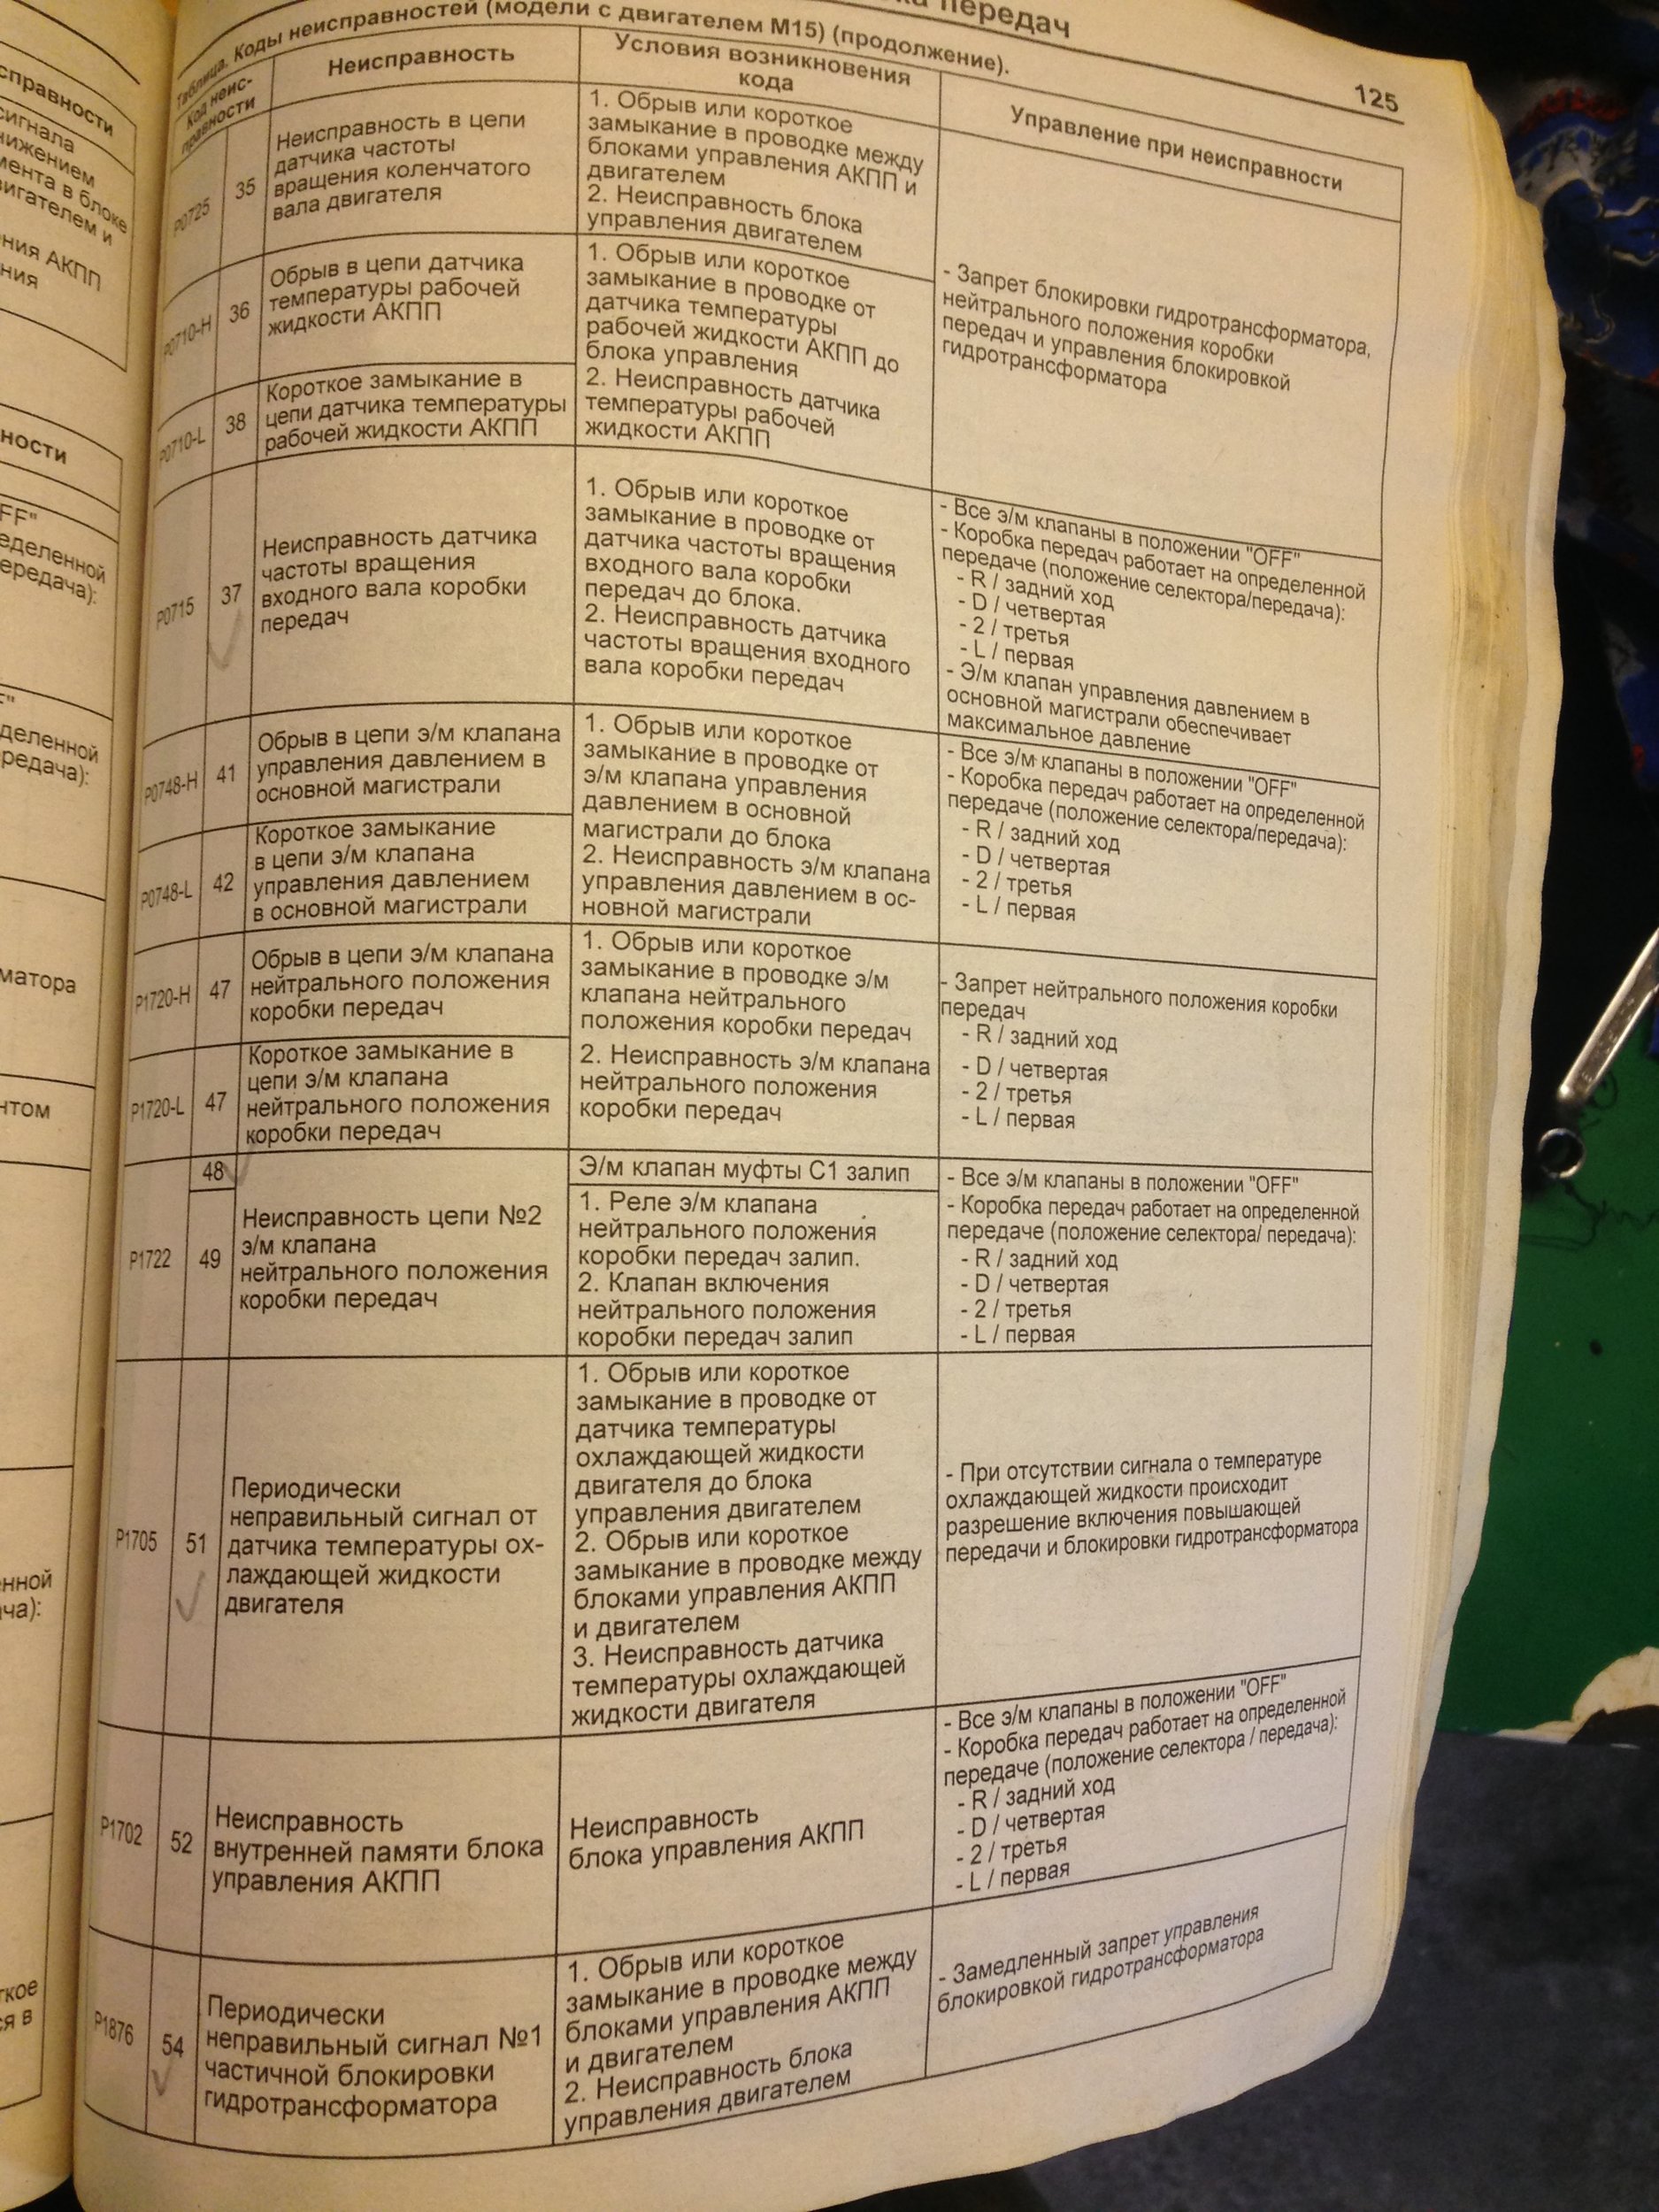 передач
125
Таблица. Коды неисправностей (модели с двигателем М15) (продолжение).
Код неис-
правности
Неисправность
Условия возникновения
кода
Управление при неисправности
P0725
35
Неисправность в цепи
датчика частоты
вращения коленчатого
вала двигателя
1. Обрыв или короткое
замыкание в проводке между
блоками управления АКПП и
двигателем
2. Неисправность блока
управления двигателем
- Запрет блокировки гидротрансформатора,
нейтрального положения коробки
передач и управления блокировкой
гидротрансформатора
P0710-H
36
Обрыв в цепи датчика
температуры рабочей
жидкости АКПП
1. Обрыв или короткое
замыкание в проводке от
датчика температуры
рабочей жидкости АКПП до
блока управления
2. Неисправность датчика
температуры рабочей
жидкости АКПП
P0710-L
38
Короткое замыкание в
цепи датчика температуры
рабочей жидкости АКПП
P0715
37
Неисправность датчика
частоты вращения
входного вала коробки
передач
1. Обрыв или короткое
замыкание в проводке от
датчика частоты вращения
входного вала коробки
передач до блока.
2. Неисправность датчика
частоты вращения входного
вала коробки передач
- Все э/м клапаны в положении "OFF"
- Коробка передач работает на определенной
передаче (положение селектора/передача):
- R / задний ход
- D / четвертая
- 2 / третья
- L / первая
- Э/м клапан управления давлением в
основной магистрали обеспечивает
максимальное давление
P0748-H
41
Обрыв в цепи э/м клапана
управления давлением в
основной магистрали
1. Обрыв или короткое
замыкание в проводке от
э/м клапана управления
давлением в основной
магистрали до блока
2. Неисправность э/м клапана
управления давлением в ос-
новной магистрали
- Все э/м клапаны в положении "OFF"
- Коробка передач работает на определенной
передаче (положение селектора/передача):
- R / задний ход
- D / четвертая
- 2 / третья
- L / первая
P0748-L
42
Короткое замыкание
в цепи э/м клапана
управления давлением
в основной магистрали
P1720-H
47
Обрыв в цепи э/м клапана
нейтрального положения
коробки передач
1. Обрыв или короткое
замыкание в проводке э/м
клапана нейтрального
положения коробки передач
2. Неисправность э/м клапана
нейтрального положения
коробки передач
- Запрет нейтрального положения коробки
передач
- R / задний ход
- D / четвертая
- 2 / третья
- L / первая
P1720-L
47
Короткое замыкание в
цепи э/м клапана
нейтрального положения
коробки передач
P1722
48
49
Неисправность цепи №2
э/м клапана
нейтрального положения
коробки передач
Э/м клапан муфты С1 залип
1. Реле э/м клапана
нейтрального положения
коробки передач залип.
2. Клапан включения
нейтрального положения
коробки передач залип
- Все э/м клапаны в положении "OFF"
- Коробка передач работает на определенной
передаче (положение селектора/ передача):
- R / задний ход
- D / четвертая
- 2 / третья
- L / первая
P1705
51
Периодически
неправильный сигнал от
датчика температуры ох-
лаждающей жидкости
двигателя
1. Обрыв или короткое
замыкание в проводке от
датчика температуры
охлаждающей жидкости
двигателя до блока
управления двигателем
2. Обрыв или короткое
замыкание в проводке между
блоками управления АКПП
и двигателем
3. Неисправность датчика
температуры охлаждающей
жидкости двигателя
- При отсутствии сигнала о температуре
охлаждающей жидкости происходит
разрешение включения повышающей
передачи и блокировки гидротрансформатора
P1702
52
Неисправность
внутренней памяти блока
управления АКПП
Неисправность
блока управления АКПП
- Все э/м клапаны в положении "OFF"
- Коробка передач работает на определенной
передаче (положение селектора / передача):
- R / задний ход
- D / четвертая
- 2 / третья
- L / первая
P1876
54
Периодически
неправильный сигнал №1
частичной блокировки
гидротрансформатора
1. Обрыв или короткое
замыкание в проводке между
блоками управления АКПП
и двигателем
2. Неисправность блока
управления двигателем
- Замедленный запрет управления
блокировкой гидротрансформатора